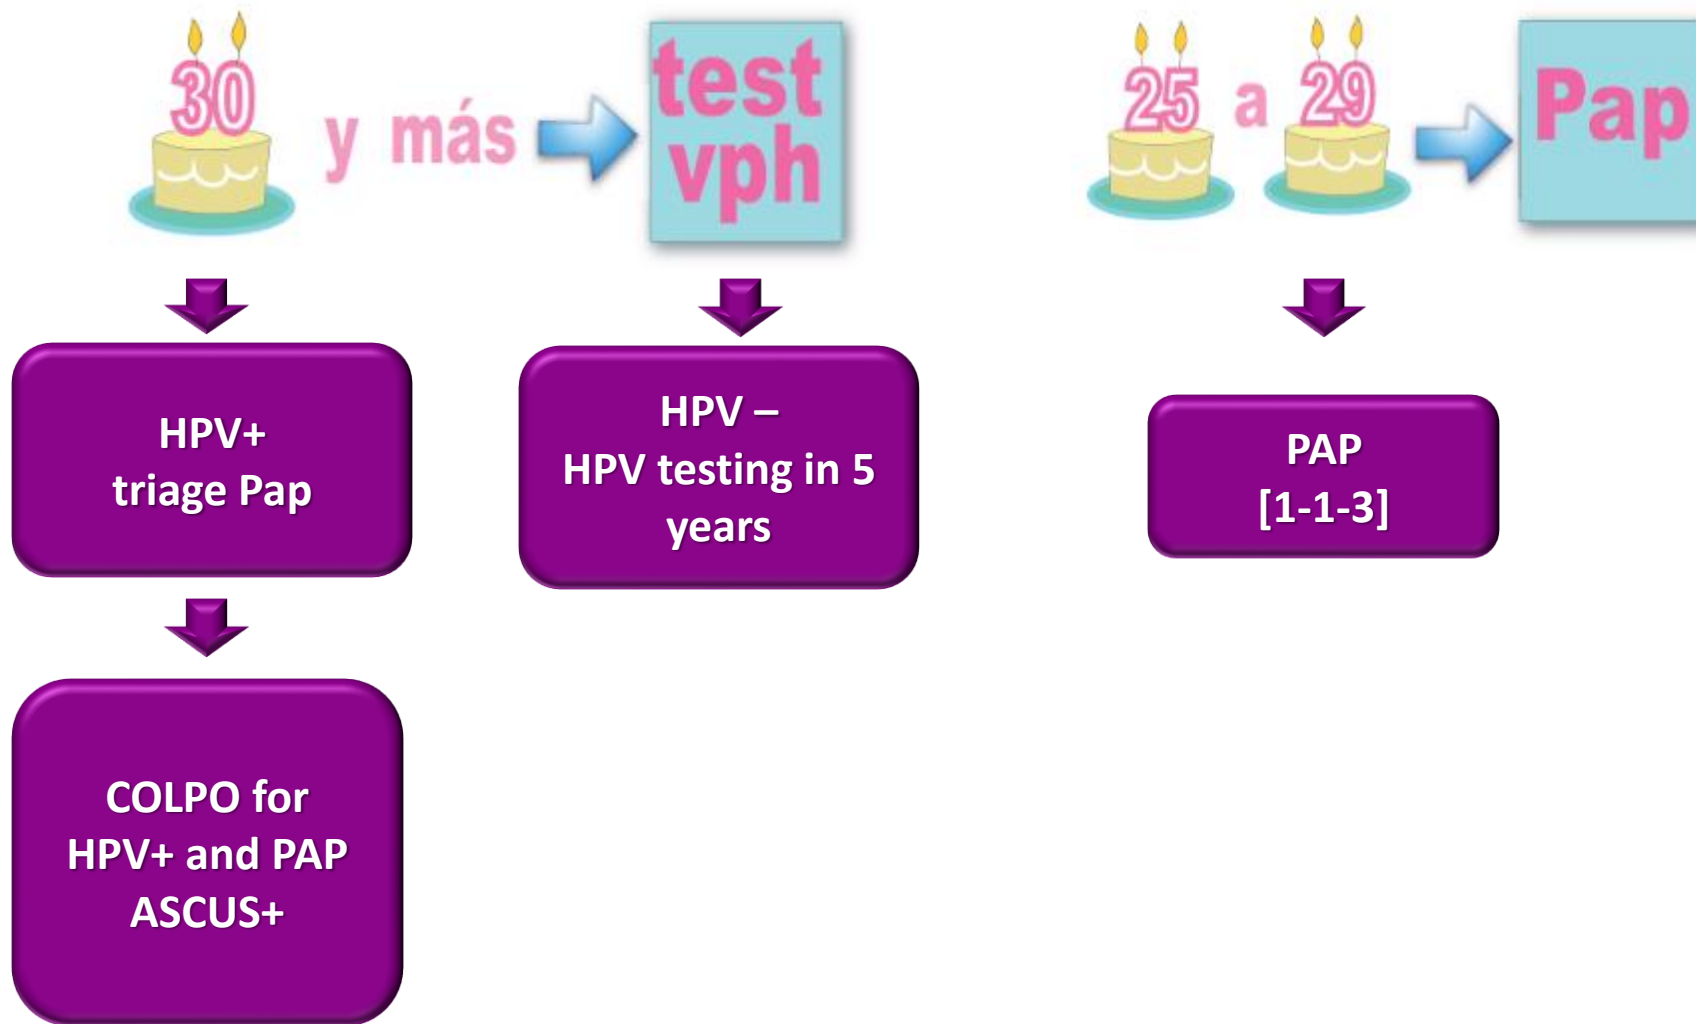 30 y más
test
vph
25 a 29
Pap
HPV+
triage Pap
HPV –
HPV testing in 5
years
PAP
[1-1-3]
COLPO for
HPV+ and PAP
ASCUS+